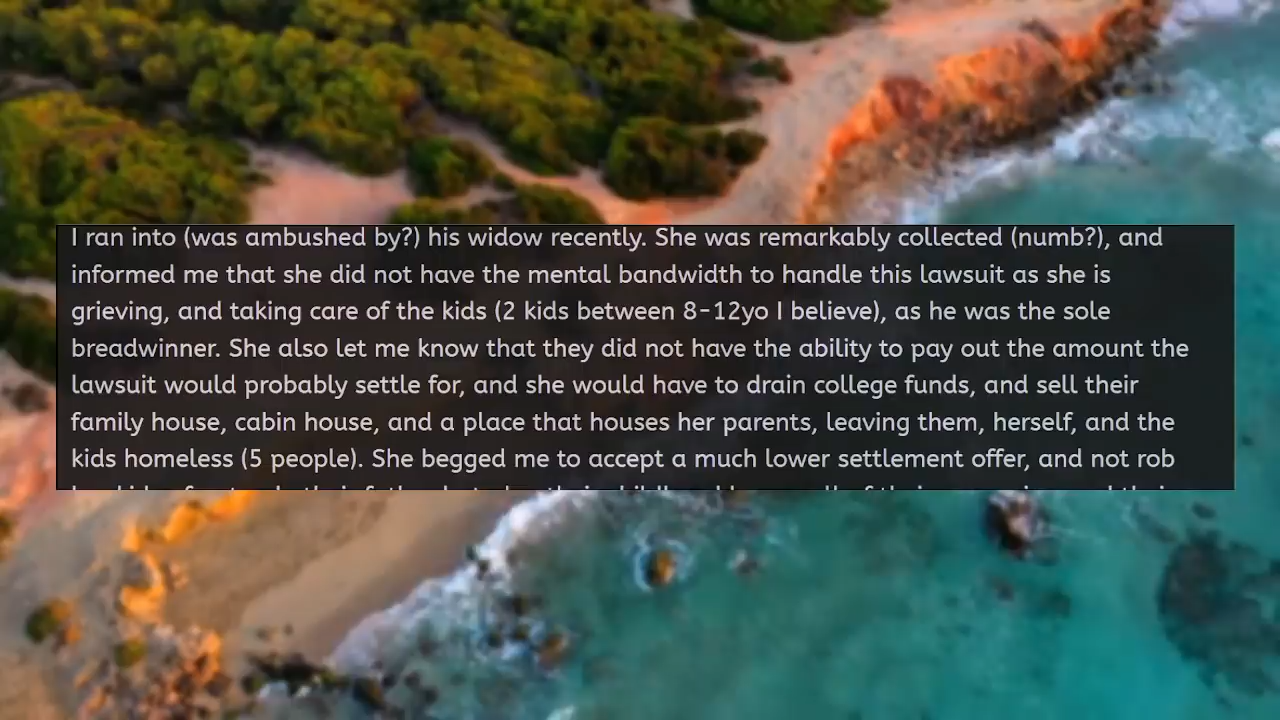 I ran into (was ambushed by?) his widow recently. She was remarkably collected (numb?), and
informed me that she did not have the mental bandwidth to handle this lawsuit as she is
grieving, and taking care of the kids (2 kids between 8-12yo I believe), as he was the sole
breadwinner. She also let me know that they did not have the ability to pay out the amount the
lawsuit would probably settle for, and she would have to drain college funds, and sell their
family house, cabin house, and a place that houses her parents, leaving them, herself, and the
kids homeless (5 people). She begged me to accept a much lower settlement offer, and not rob